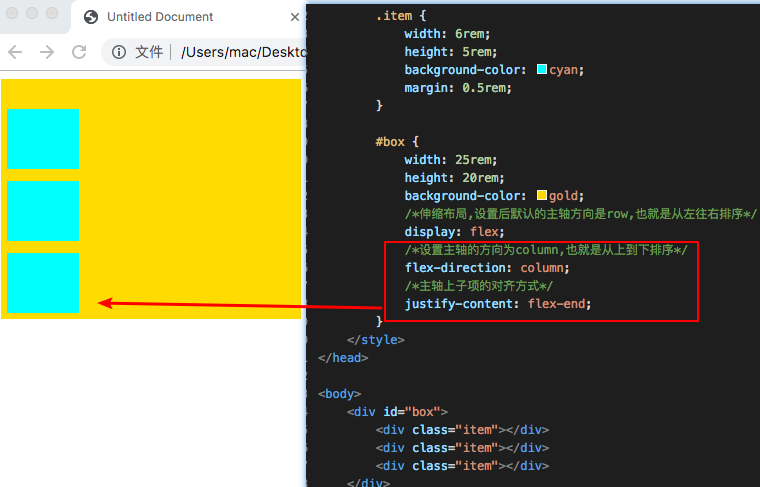 Untitled Document
文件 | /Users/mac/Deskto
.item {
width: 6rem;
height: 5rem;
background-color: cyan;
margin: 0.5rem;
}
#box {
width: 25rem;
height: 20rem;
background-color: gold;
/*伸缩布局,设置后默认的主轴方向是row,也就是从左往右排序*/
display: flex;
/*设置主轴的方向为column,也就是从上到下排序*/
flex-direction: column;
/*主轴上子项的对齐方式*/
justify-content: flex-end;
}
</style>
</head>
<body>
<div id="box">
<div class="item"></div>
<div class="item"></div>
<div class="item"></div>
</div>